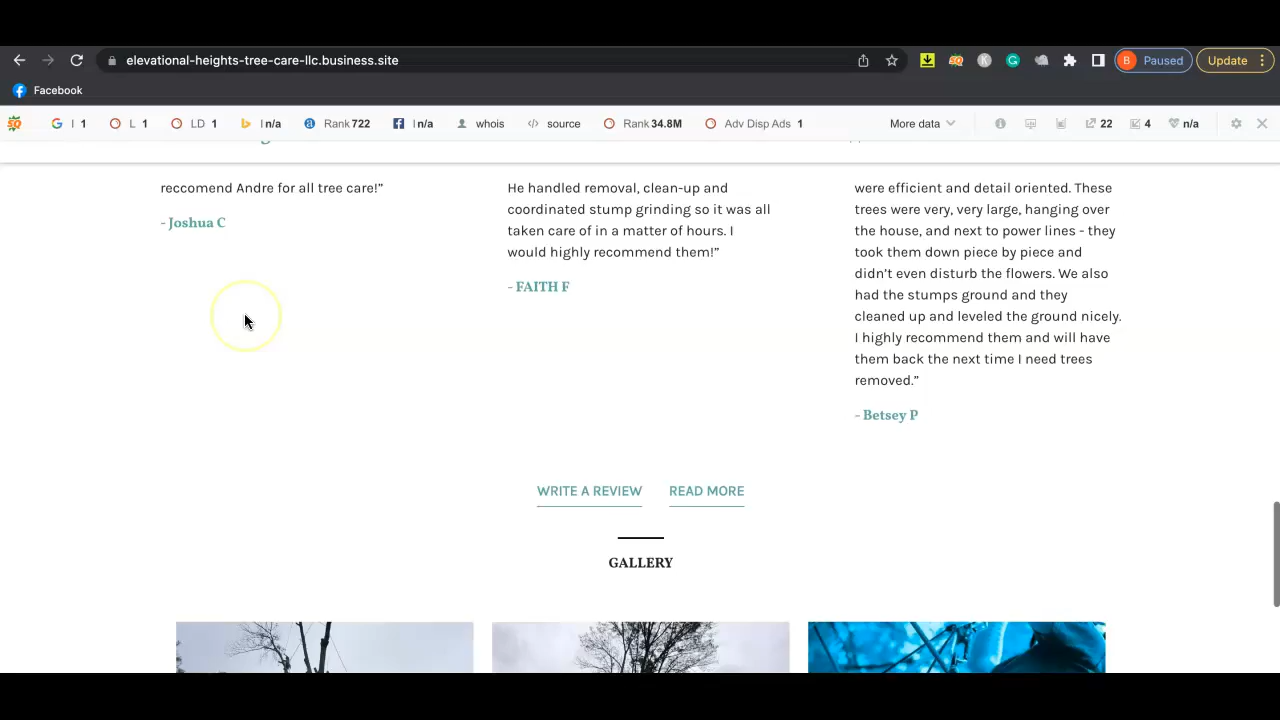 elevational-heights-tree-care-llc.business.site
B Paused
Update
Facebook
SQ
G I 1
L 1
LD 1
I n/a
Rank 722
I n/a
whois
source
Rank 34.8M
Adv Disp Ads 1
More data
22
4
n/a
reccomend Andre for all tree care!”
- Joshua C
He handled removal, clean-up and
coordinated stump grinding so it was all
taken care of in a matter of hours. I
would highly recommend them!”
- FAITH F
were efficient and detail oriented. These
trees were very, very large, hanging over
the house, and next to power lines - they
took them down piece by piece and
didn’t even disturb the flowers. We also
had the stumps ground and they
cleaned up and leveled the ground nicely.
I highly recommend them and will have
them back the next time I need trees
removed.”
- Betsey P
WRITE A REVIEW
READ MORE
GALLERY